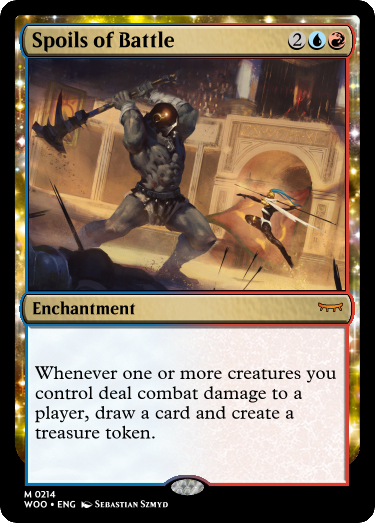 Spoils of Battle 2
Enchantment
Whenever one or more creatures you
control deal combat damage to a
player, draw a card and create a
treasure token.
M 0214
WOO • ENG Sebastian Szmyd